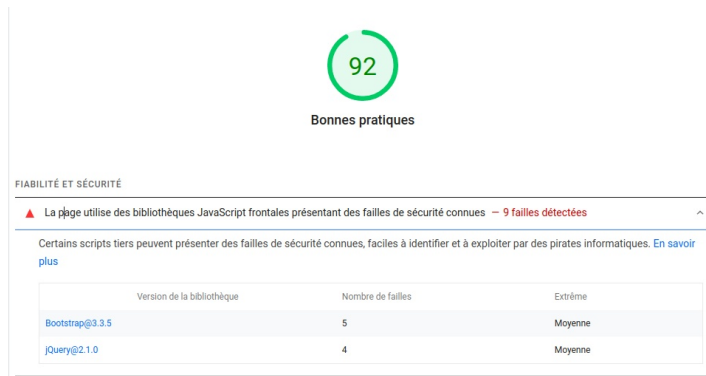 92
Bonnes pratiques
FIABILITÉ ET SÉCURITÉ
La page utilise des bibliothèques JavaScript frontales présentant des failles de sécurité connues — 9 failles détectées
Certains scripts tiers peuvent présenter des failles de sécurité connues, faciles à identifier et à exploiter par des pirates informatiques. En savoir
plus
Version de la bibliothèque Nombre de failles Extrême
Bootstrap@3.3.5 5 Moyenne
jQuery@2.1.0 4 Moyenne